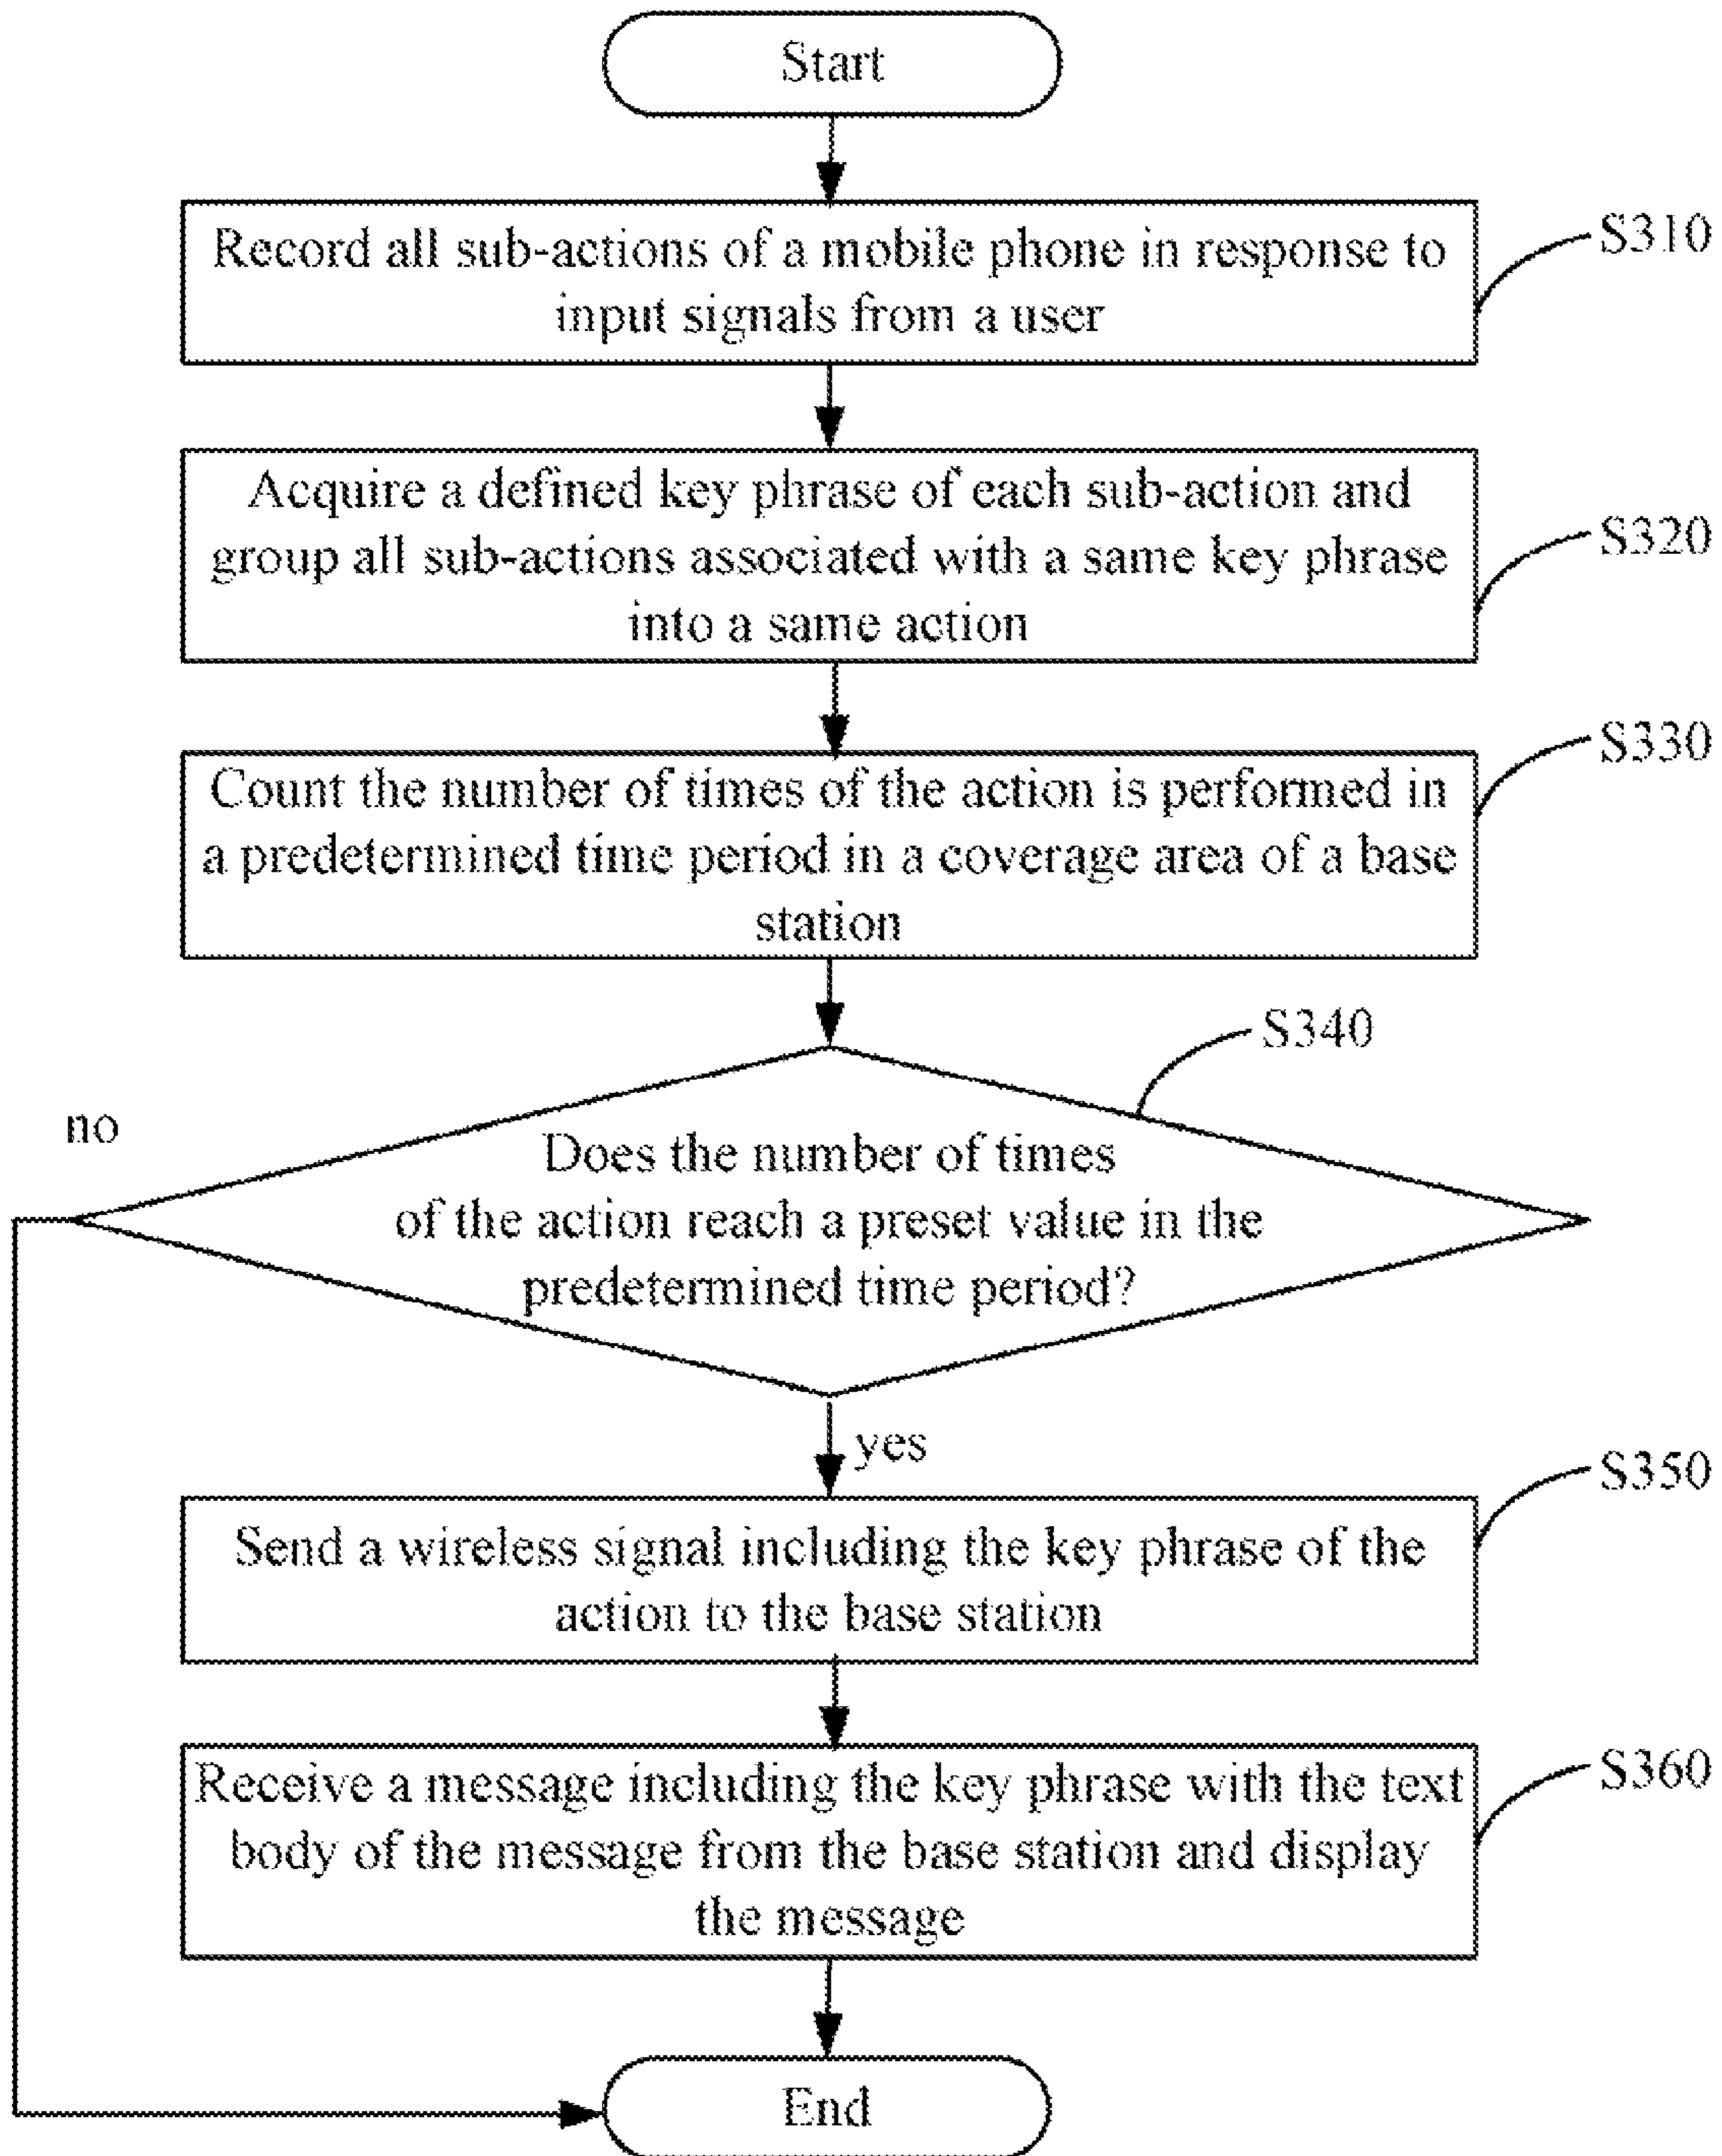 Start
Record all sub-actions of a mobile phone in response to
input signals from a user
S310
Acquire a defined key phrase of each sub-action and
group all sub-actions associated with a same key phrase
into a same action
S320
Count the number of times of the action is performed in
a predetermined time period in a coverage area of a base
station
S330
S340
no
Does the number of times
of the action reach a preset value in the
predetermined time period?
yes
Send a wireless signal including the key phrase of the
action to the base station
S350
Receive a message including the key phrase with the text
body of the message from the base station and display
the message
S360
End